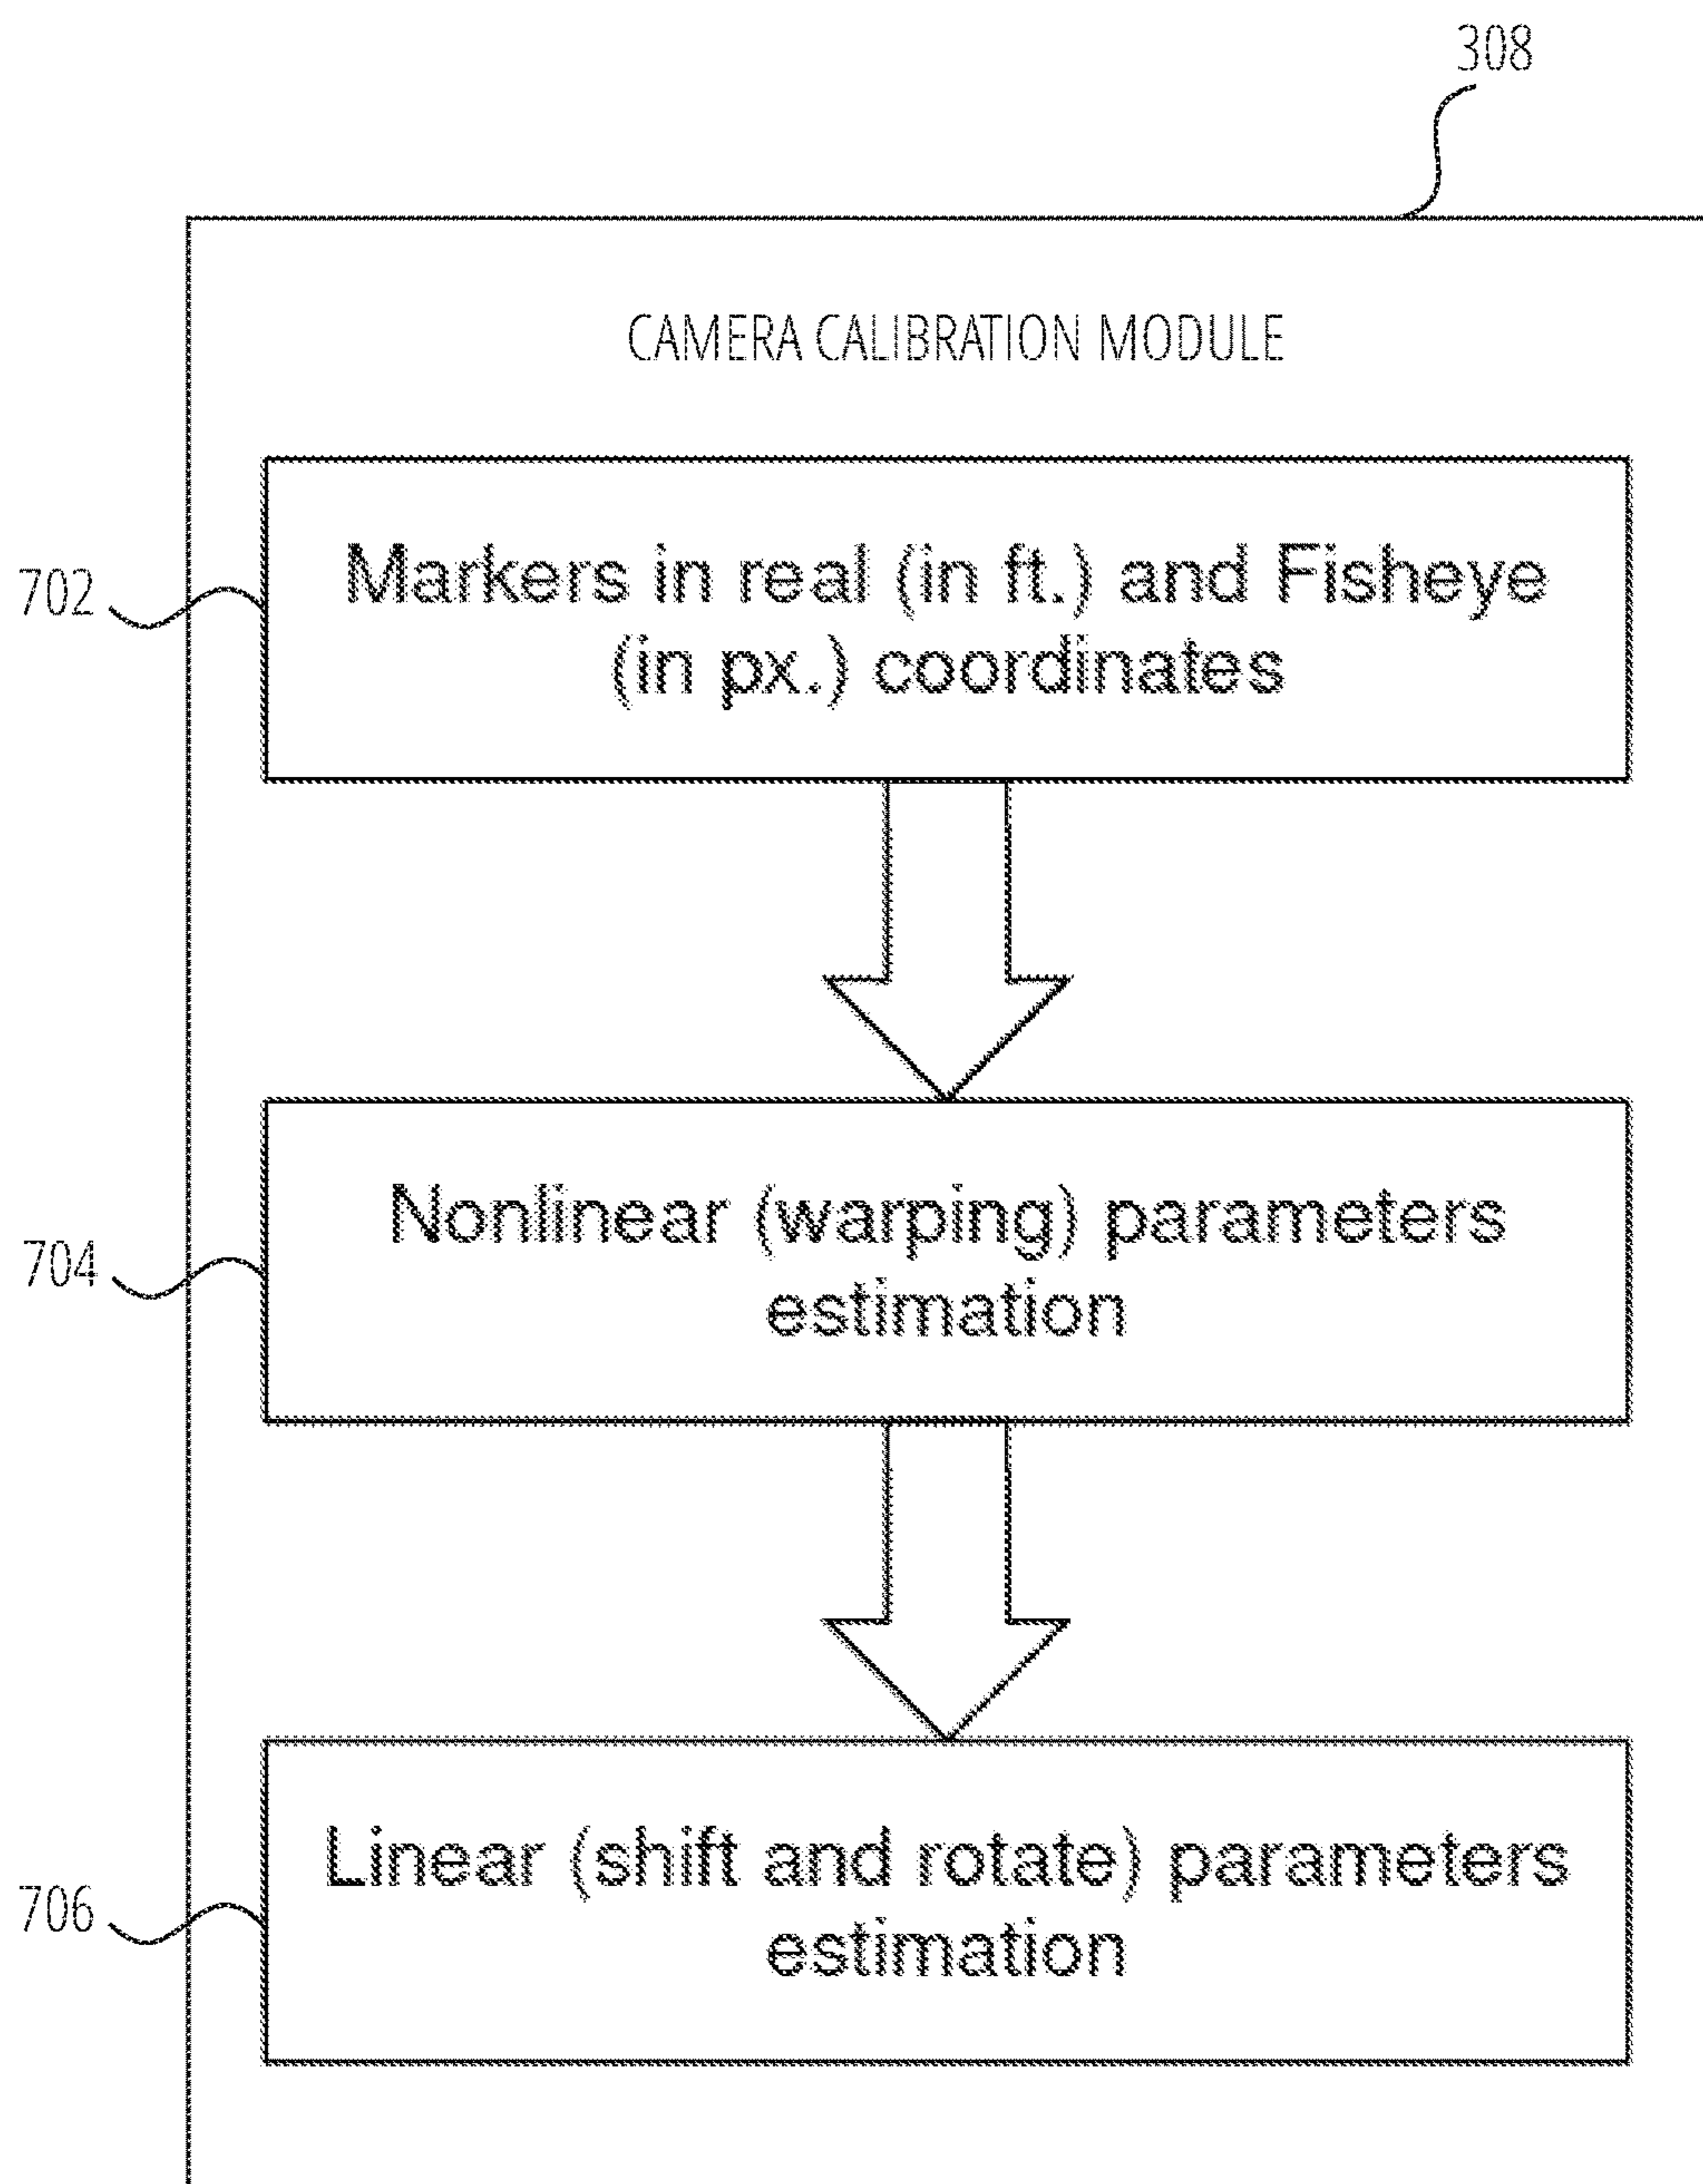 308
CAMERA CALIBRATION MODULE
702
Markers in real (in ft.) and Fisheye
(in px.) coordinates
704
Nonlinear (warping) parameters
estimation
706
Linear (shift and rotate) parameters
estimation